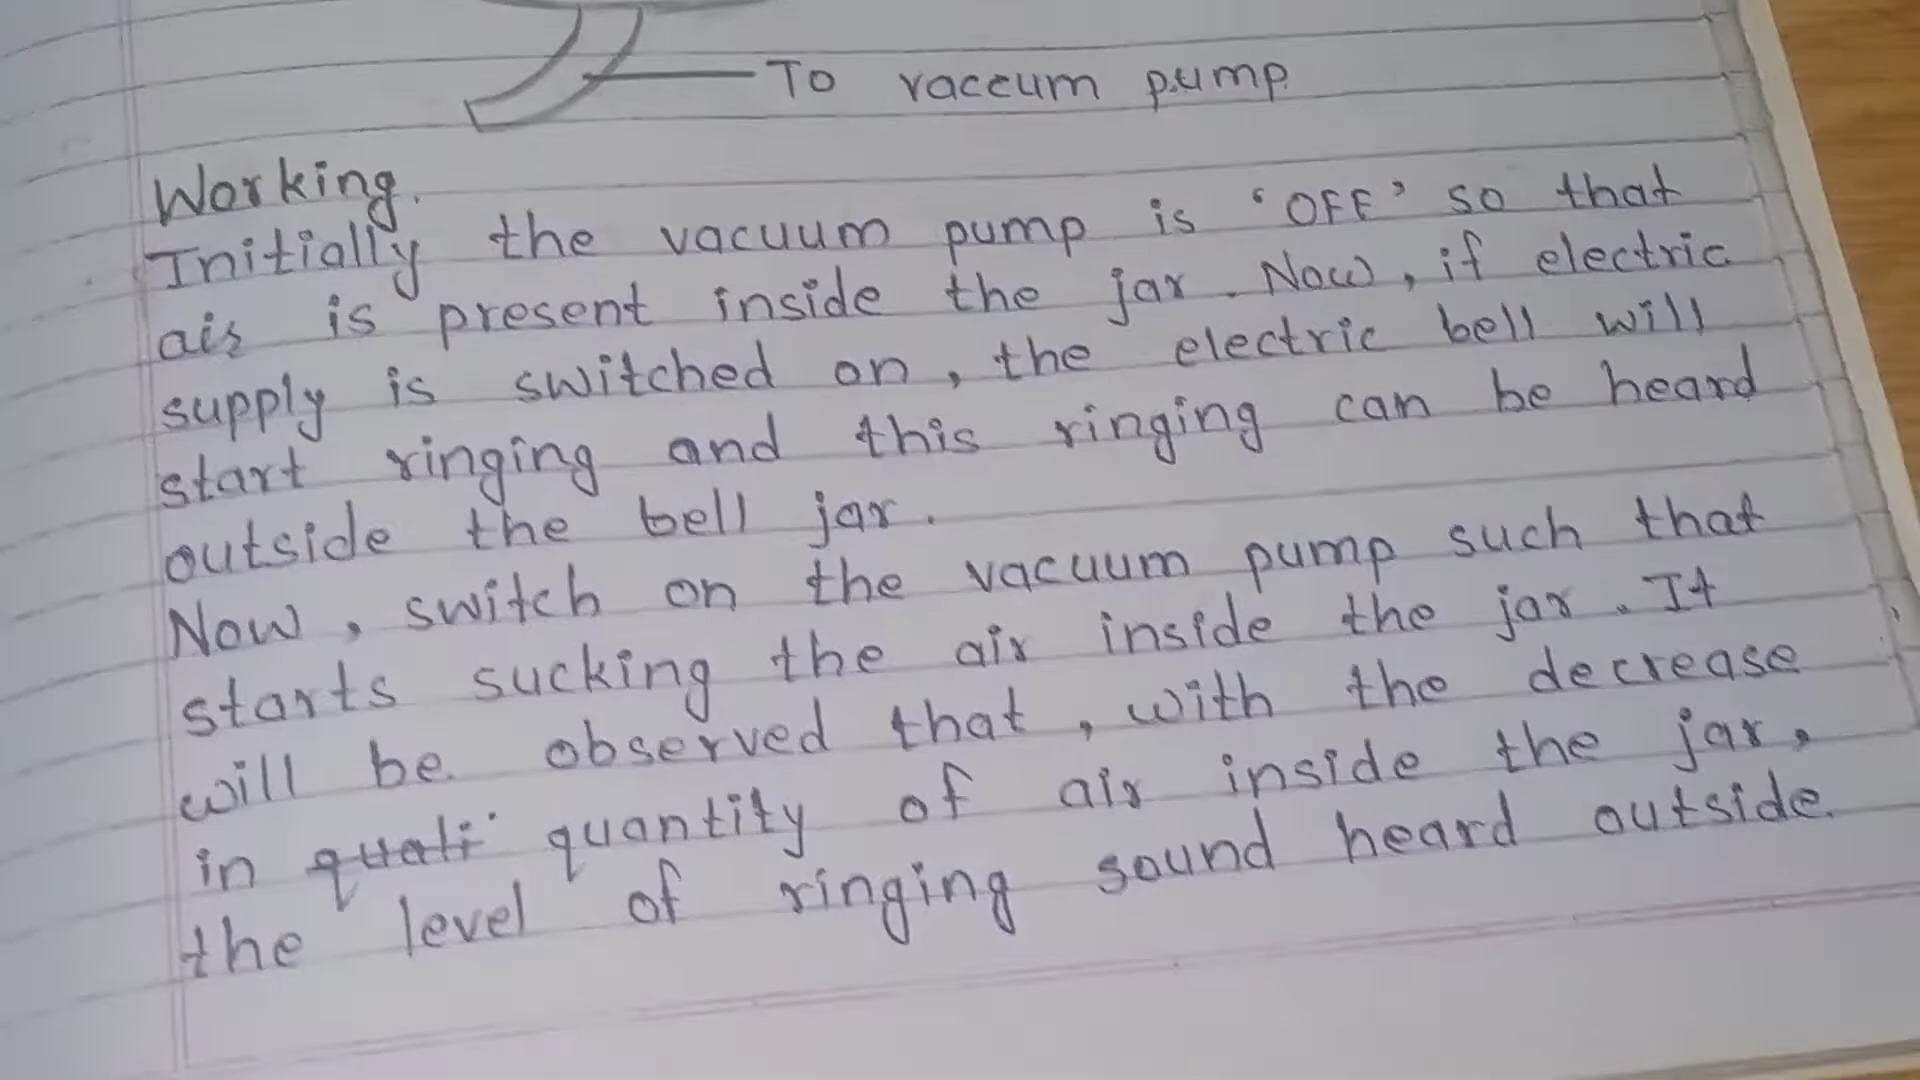 To vaceum pump
Working.
Initially the vacuum pump is 'OFF' so that
air is present inside the jar. Now, if electric
supply is switched on, the electric bell will
start ringing and this ringing can be heard
outside the bell jar.
Now, switch on the vacuum pump such that
starts sucking the air inside the jar. It
will be observed that, with the decrease
in quati quantity of air inside the jar,
the level of ringing sound heard outside.